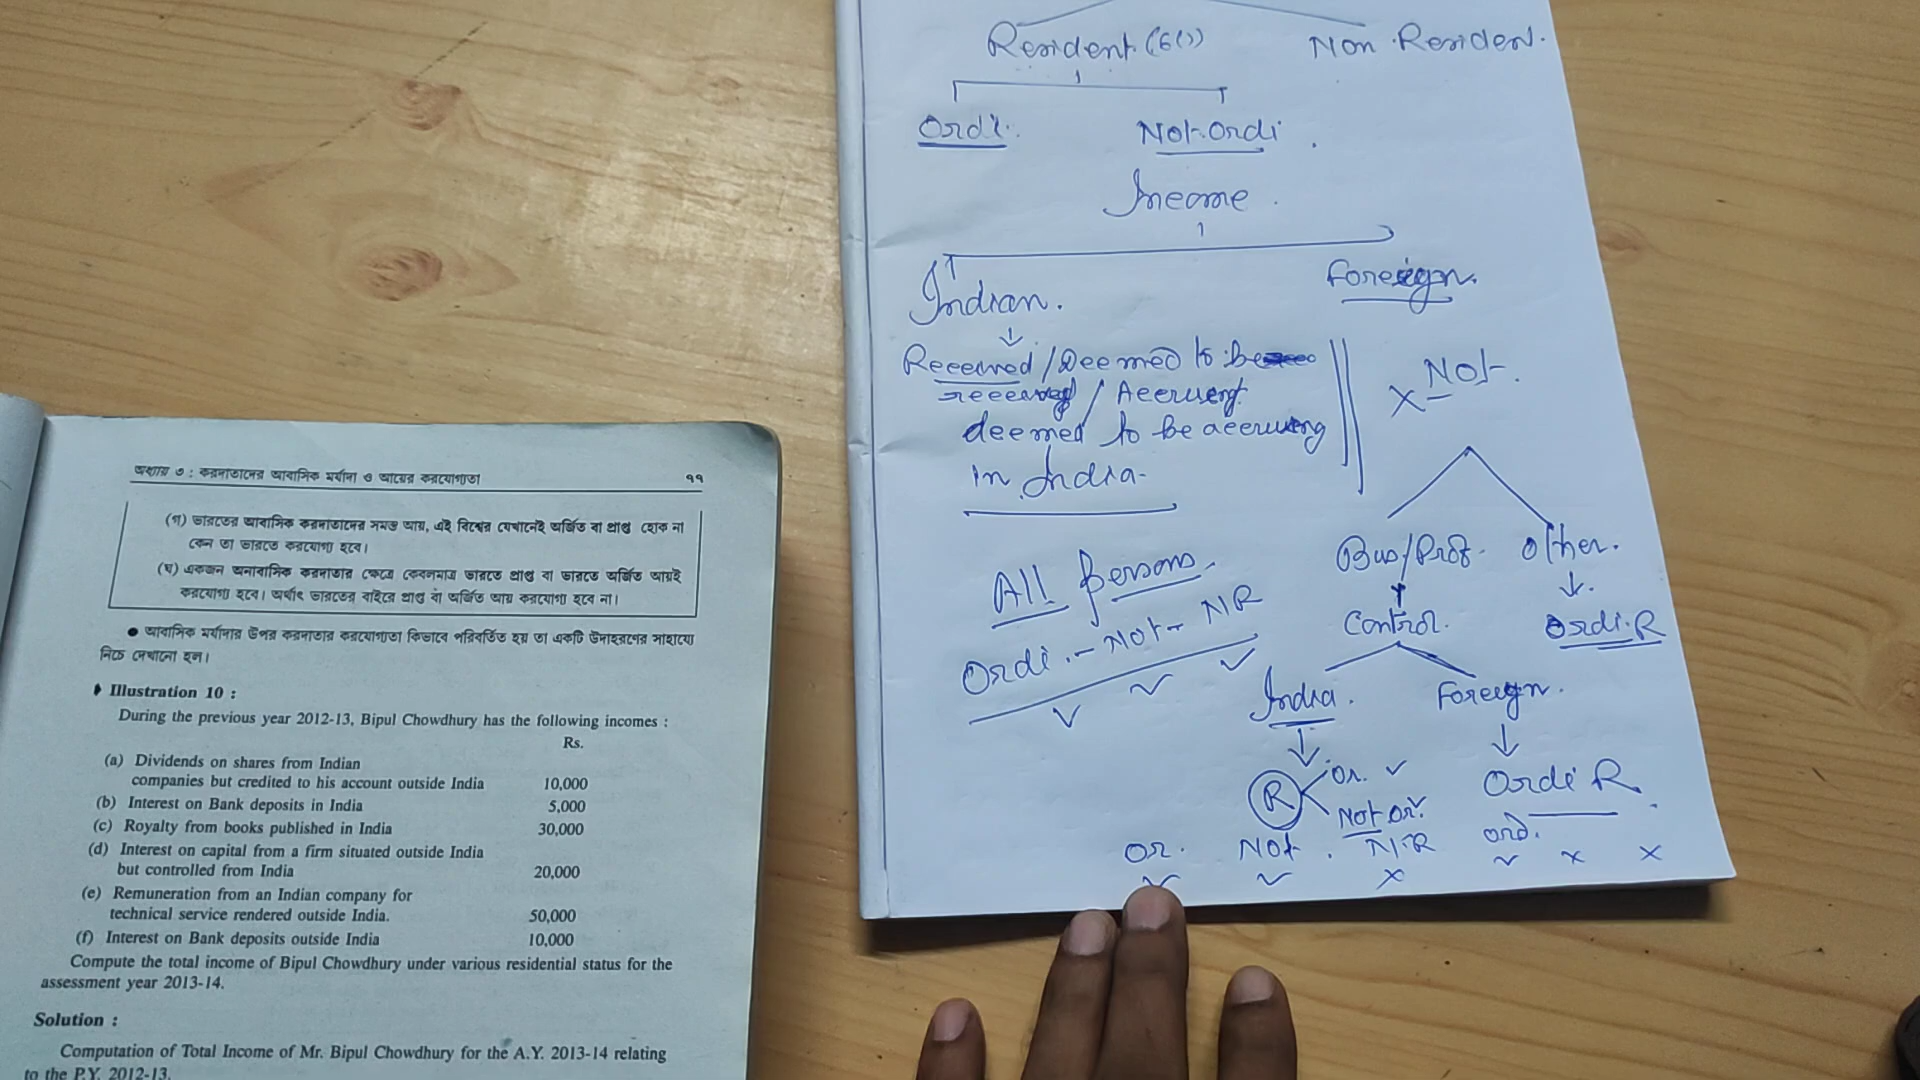 অধ্যায় ৩ : করদাতাদের আবাসিক মর্যাদা ও আয়ের করযোগ্যতা ৭৭
(গ) ভারতের আবাসিক করদাতাদের সমস্ত আয়, এই বিশ্বের যেখানেই অর্জিত বা প্রাপ্ত হোক না
কেন তা ভারতে করযোগ্য হবে।
(ঘ) একজন অনাবাসিক করদাতার ক্ষেত্রে কেবলমাত্র ভারতে প্রাপ্ত বা ভারতে অর্জিত আয়ই
করযোগ্য হবে। অর্থাৎ ভারতের বাইরে প্রাপ্ত বা অর্জিত আয় করযোগ্য হবে না।
● আবাসিক মর্যাদার উপর করদাতার করযোগ্যতা কিভাবে পরিবর্তিত হয় তা একটি উদাহরণের সাহায্যে
নিচে দেখানো হল।
Illustration 10 :
During the previous year 2012-13, Bipul Chowdhury has the following incomes :
Rs.
(a) Dividends on shares from Indian
companies but credited to his account outside India 10,000
(b) Interest on Bank deposits in India 5,000
(c) Royalty from books published in India 30,000
(d) Interest on capital from a firm situated outside India
but controlled from India 20,000
(e) Remuneration from an Indian company for
technical service rendered outside India. 50,000
(f) Interest on Bank deposits outside India 10,000
Compute the total income of Bipul Chowdhury under various residential status for the
assessment year 2013-14.
Solution :
Computation of Total Income of Mr. Bipul Chowdhury for the A.Y. 2013-14 relating
to the P.Y. 2012-13.
Resident Non Residen.
Ordi. Not-Ordi.
Income.
Indian. Foreign.
Received / Deemed to be
received / Accruent
deemed to be accruing
in India-
Not.
Bus/Prof. Other.
Control. Ordi.R
All Persons.
Ordi. - Not - NR
India. Foreign.
R Or. Not Or. Ordi R.
Or. Not. N.R ord.